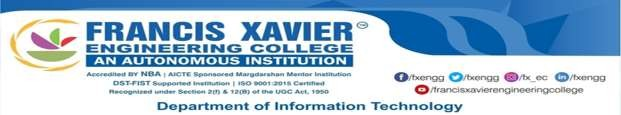 FRANCIS XAVIER
ENGINEERING COLLEGE
AN AUTONOMOUS INSTITUTION
Accredited BY NBA | AICTE Sponsored Margdarshan Mentor Institution
DST-FIST Supported Institution | ISO 9001:2015 Certified
Recognized under Section 2(f) & 12(B) of the UGC Act, 1950
/fxengg /fxengg /fx_ec /fxengg
/francisxavierengineeringcollege
Department of Information Technology